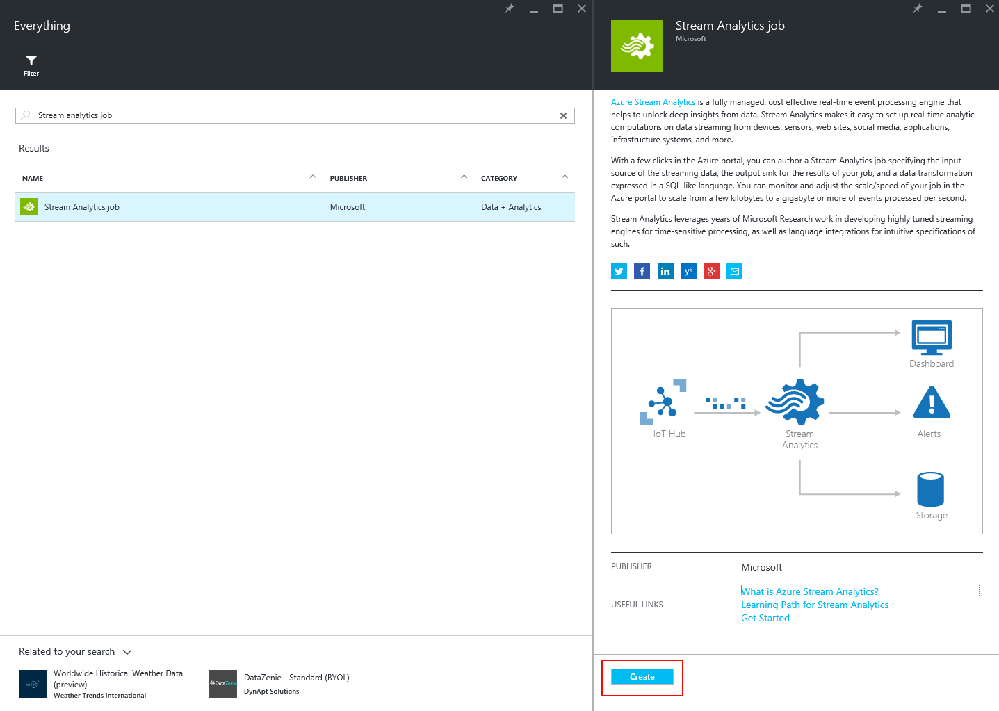 Everything
Filter
Stream analytics job
Results
NAME
PUBLISHER
CATEGORY
Stream Analytics job
Microsoft
Data + Analytics
Related to your search
Worldwide Historical Weather Data
(preview)
Weather Trends International
DataZenie
DataZenie - Standard (BYOL)
DynApt Solutions
Stream Analytics job
Microsoft
Azure Stream Analytics is a fully managed, cost effective real-time event processing engine that
helps to unlock deep insights from data. Stream Analytics makes it easy to set up real-time analytic
computations on data streaming from devices, sensors, web sites, social media, applications,
infrastructure systems, and more.
With a few clicks in the Azure portal, you can author a Stream Analytics job specifying the input
source of the streaming data, the output sink for the results of your job, and a data transformation
expressed in a SQL-like language. You can monitor and adjust the scale/speed of your job in the
Azure portal to scale from a few kilobytes to a gigabyte or more of events processed per second.
Stream Analytics leverages years of Microsoft Research work in developing highly tuned streaming
engines for time-sensitive processing, as well as language integrations for intuitive specifications of
such.
Dashboard
IoT Hub
Stream
Analytics
Alerts
Storage
PUBLISHER
Microsoft
USEFUL LINKS
What is Azure Stream Analytics?
Learning Path for Stream Analytics
Get Started
Create